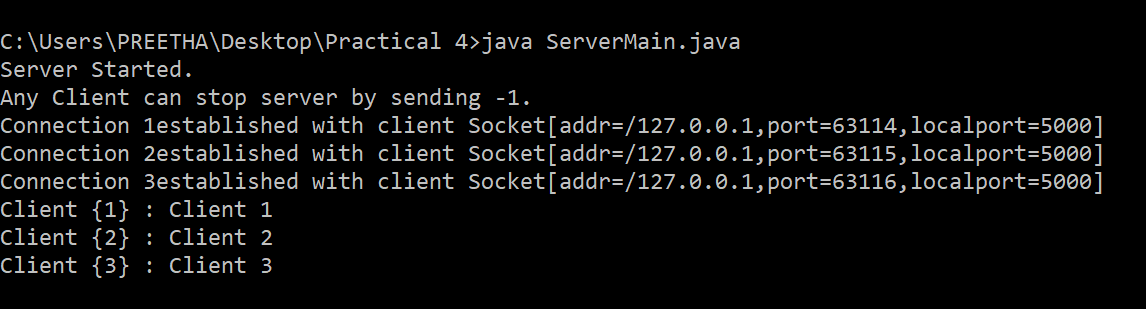 C:\Users\PREETHA\Desktop\Practical 4>java ServerMain.java
Server Started.
Any Client can stop server by sending -1.
Connection 1established with client Socket[addr=/127.0.0.1,port=63114,localport=5000]
Connection 2established with client Socket[addr=/127.0.0.1,port=63115,localport=5000]
Connection 3established with client Socket[addr=/127.0.0.1,port=63116,localport=5000]
Client {1} : Client 1
Client {2} : Client 2
Client {3} : Client 3